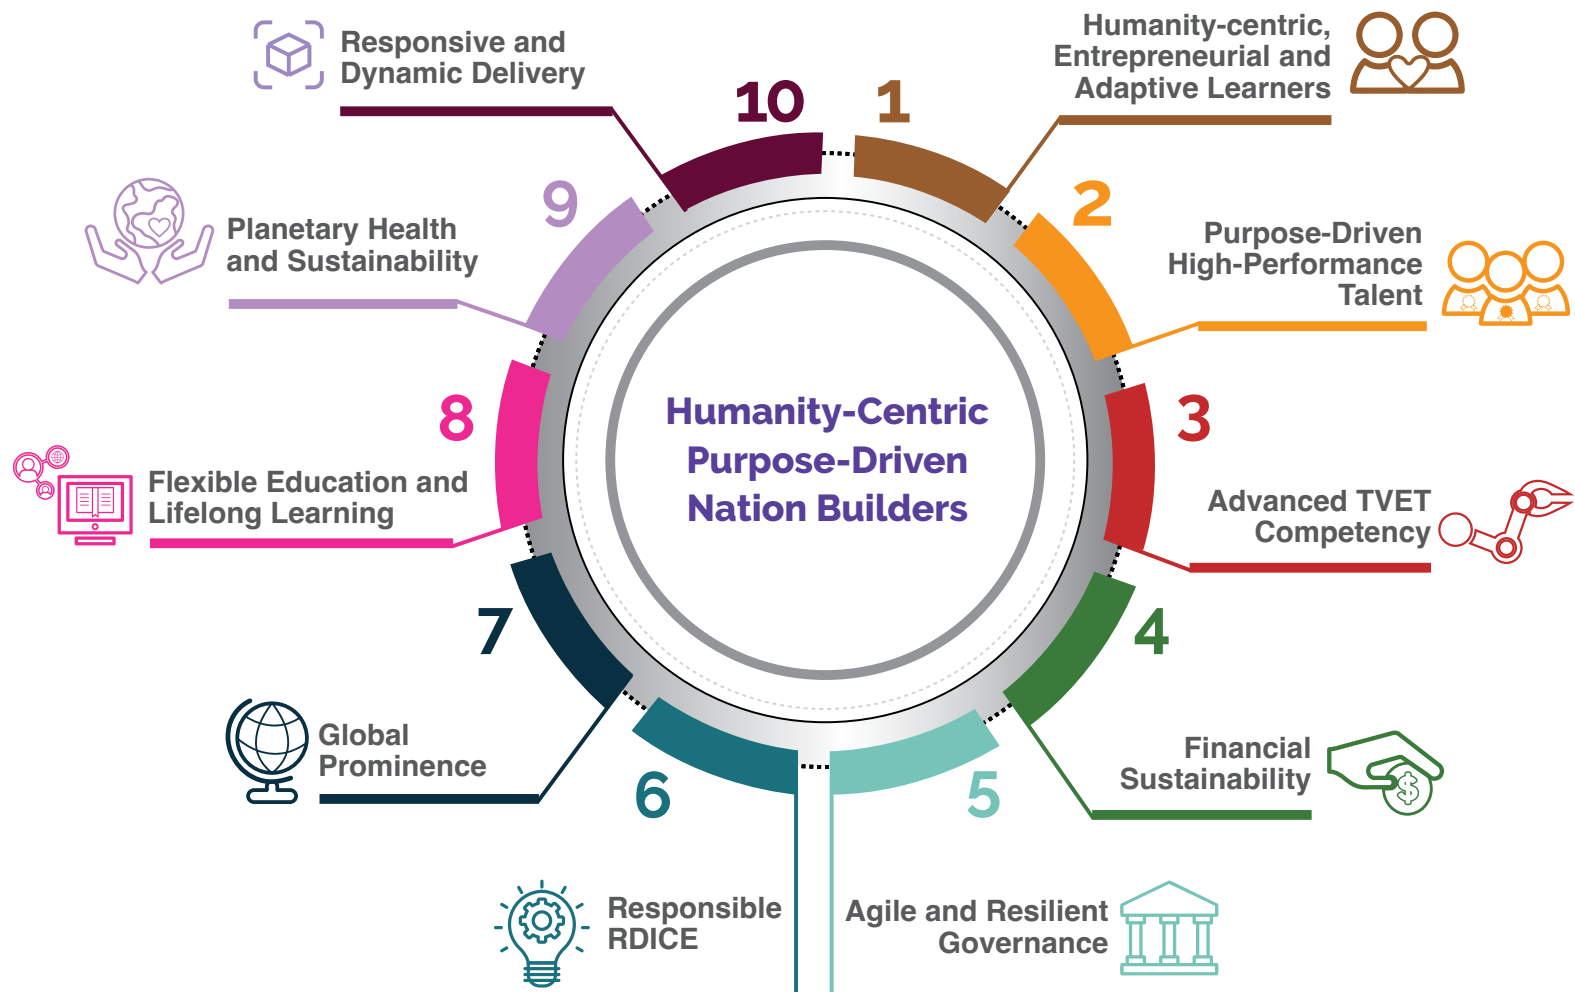 Humanity-Centric
Purpose-Driven
Nation Builders
1
Humanity-centric,
Entrepreneurial and
Adaptive Learners
2
Purpose-Driven
High-Performance
Talent
3
Advanced TVET
Competency
4
Financial
Sustainability
$
5
Agile and Resilient
Governance
6
Responsible
RDICE
7
Global
Prominence
8
Flexible Education and
Lifelong Learning
9
Planetary Health
and Sustainability
10
Responsive and
Dynamic Delivery